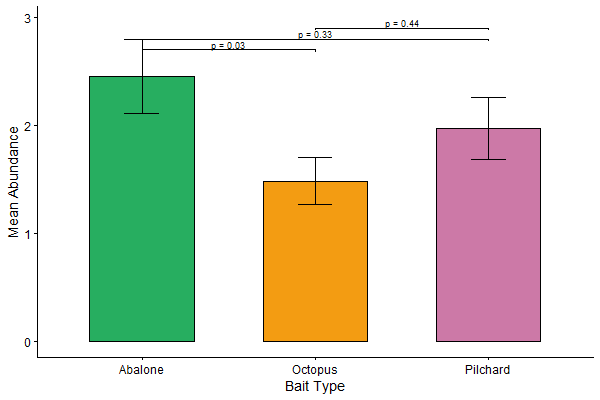 3
p = 0.44
p = 0.33
p = 0.03
2
1
0
Mean Abundance
Abalone Octopus Pilchard
Bait Type